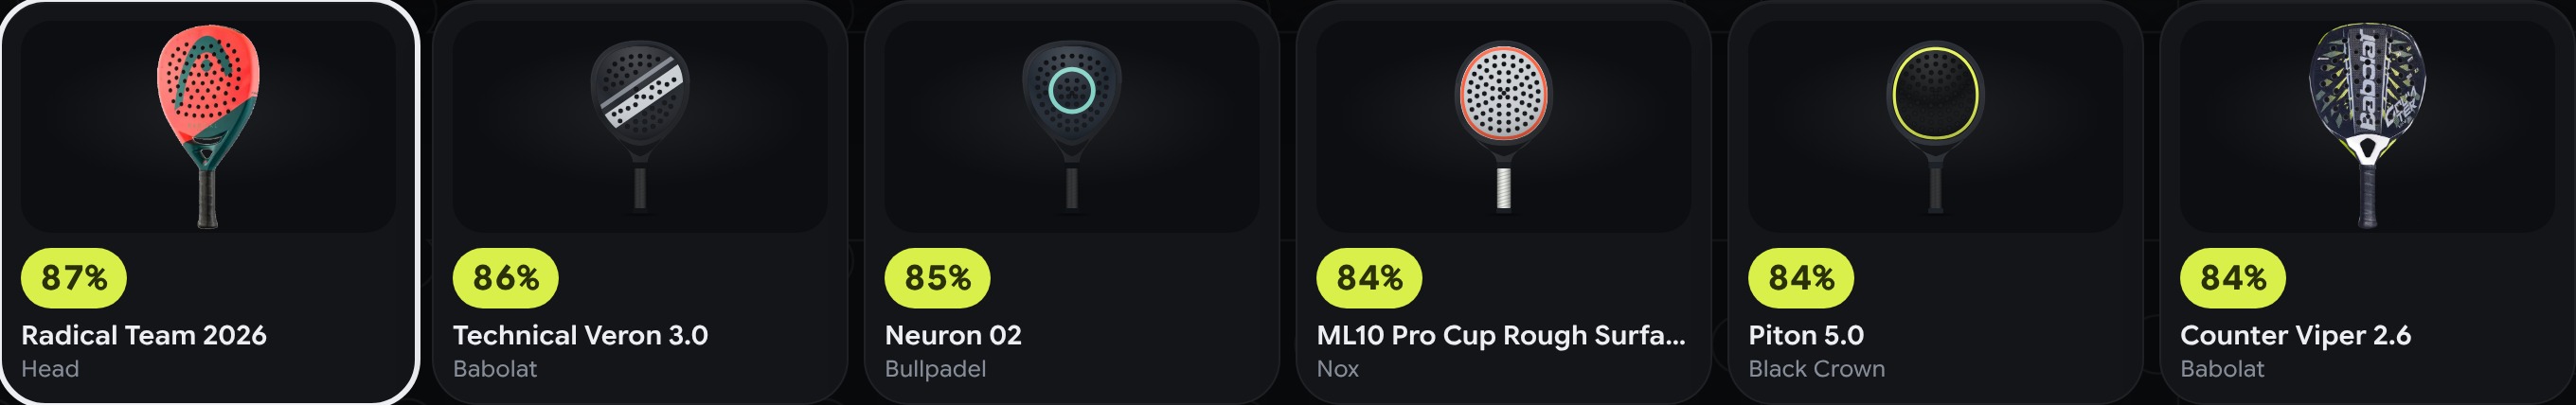 87%
Radical Team 2026
Head
86%
Technical Veron 3.0
Babolat
85%
Neuron 02
Bullpadel
84%
ML10 Pro Cup Rough Surfa...
Nox
84%
Piton 5.0
Black Crown
Babolat
84%
Counter Viper 2.6
Babolat